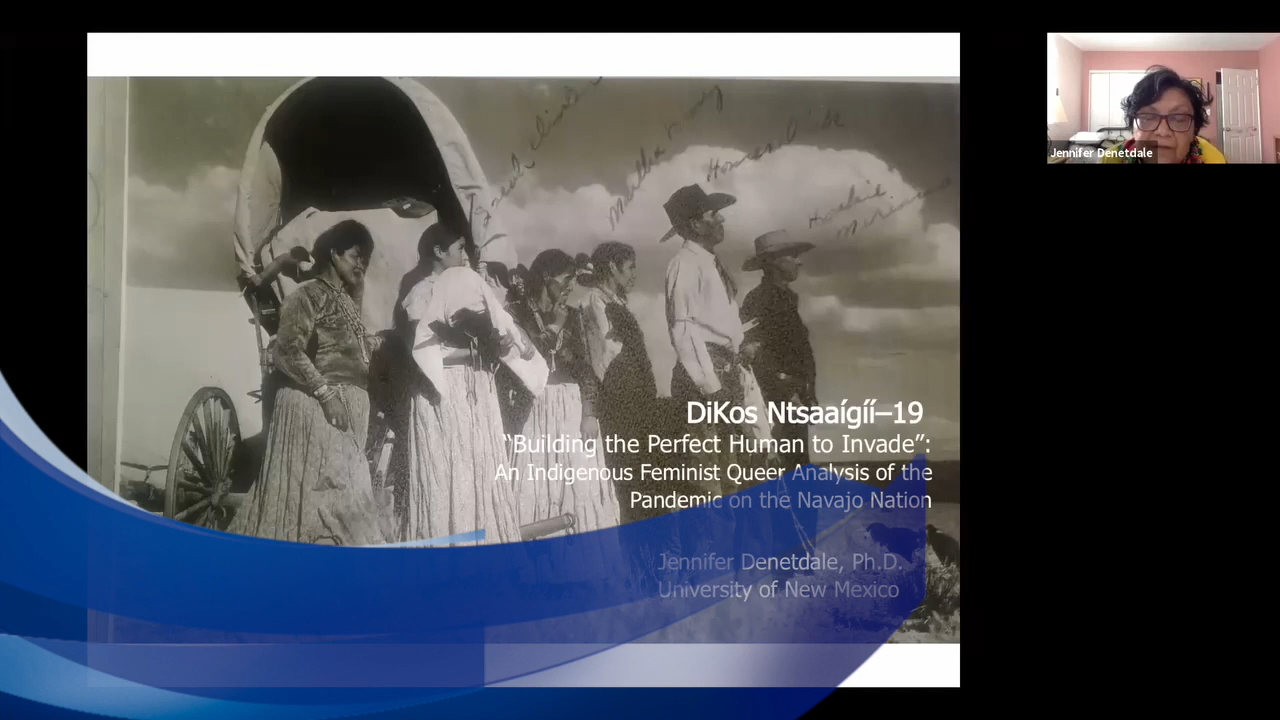 DiKos Ntsaaígíí–19
“Building the Perfect Human to Invade”:
An Indigenous Feminist Queer Analysis of the
Pandemic on the Navajo Nation
Jennifer Denetdale, Ph.D.
University of New Mexico
Jennifer Denetdale